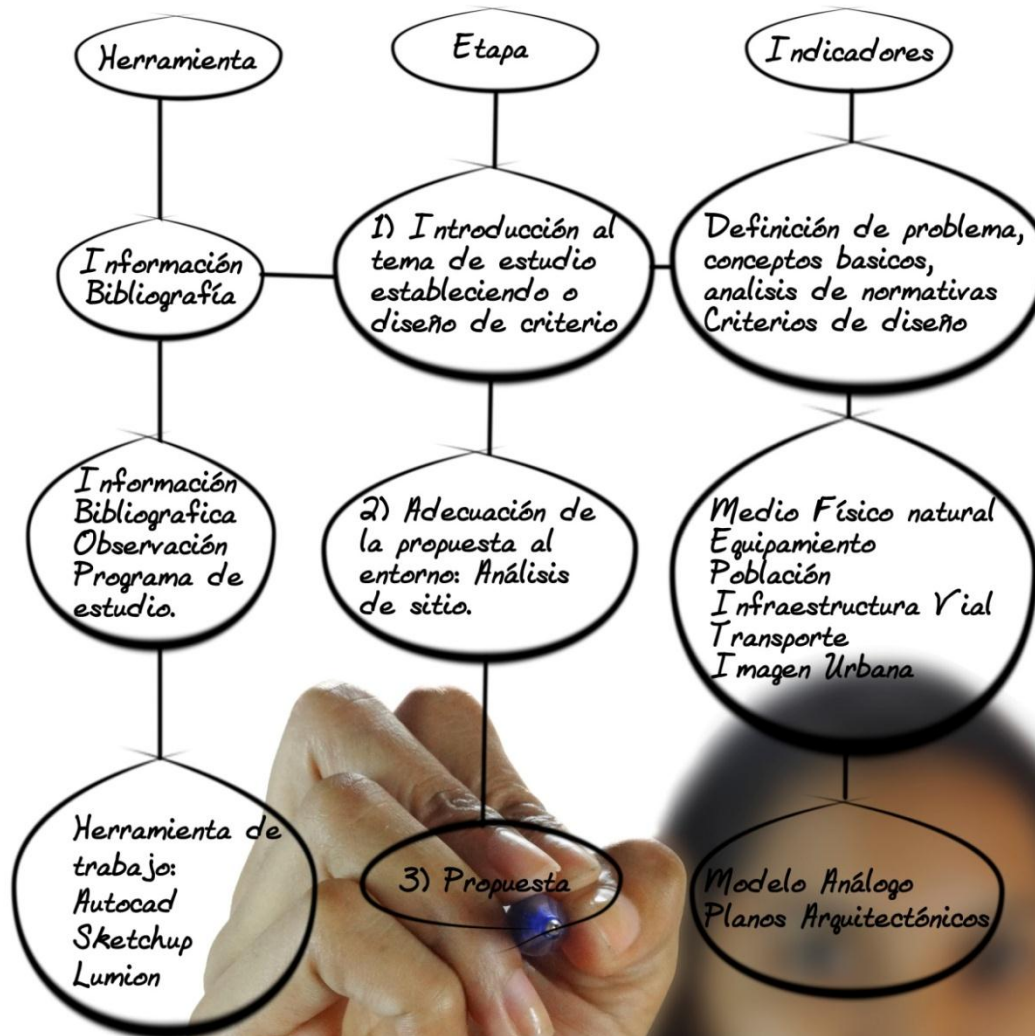 Herramienta
Etapa
Indicadores
Información
Bibliografía
1) Introducción al
tema de estudio
estableciendo o
diseño de criterio
Definición de problema,
conceptos basicos,
analisis de normativas
Criterios de diseño
Información
Bibliografica
Observación
Programa de
estudio.
2) Adecuación de
la propuesta al
entorno: Análisis
de sitio.
Medio Físico natural
Equipamiento
Población
Infraestructura Vial
Transporte
Imagen Urbana
Herramienta de
trabajo:
Autocad
Sketchup
Lumion
3) Propuesta
Modelo Análogo
Planos Arquitectónicos